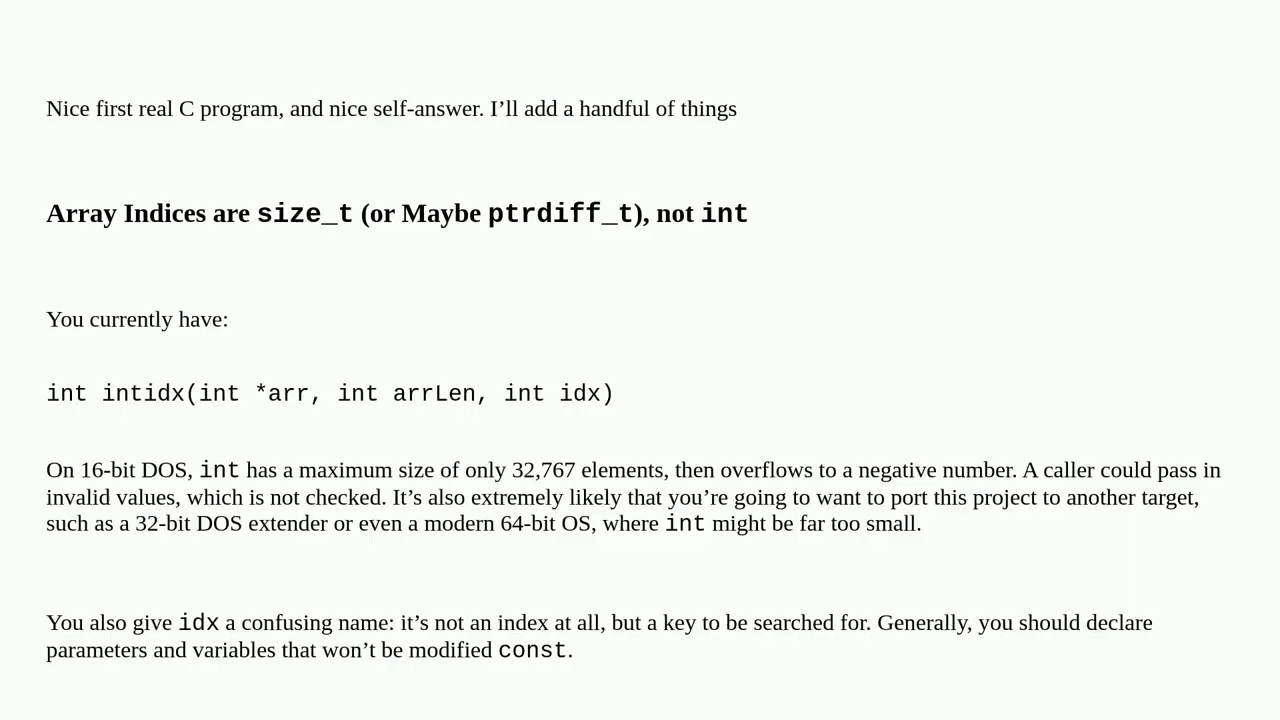 Nice first real C program, and nice self-answer. I’ll add a handful of things
Array Indices are size_t (or Maybe ptrdiff_t), not int
You currently have:
int intidx(int *arr, int arrLen, int idx)
On 16-bit DOS, int has a maximum size of only 32,767 elements, then overflows to a negative number. A caller could pass in
invalid values, which is not checked. It’s also extremely likely that you’re going to want to port this project to another target,
such as a 32-bit DOS extender or even a modern 64-bit OS, where int might be far too small.
You also give idx a confusing name: it’s not an index at all, but a key to be searched for. Generally, you should declare
parameters and variables that won’t be modified const.